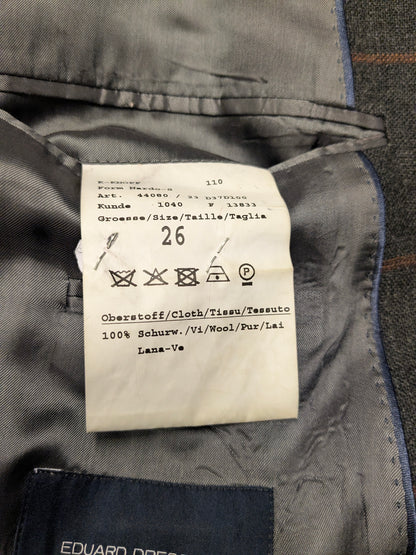 110
Form Nardo-S
Art. 44080 / 23 D37D100
Kunde 1040 F 13833
Groesse/Size/Taille/Taglia
26
P
Oberstoff/Cloth/Tissu/Tessuto
100% Schurw./Vi/Wool/Pur/Lai
Lana-Ve
EDUARD DRES